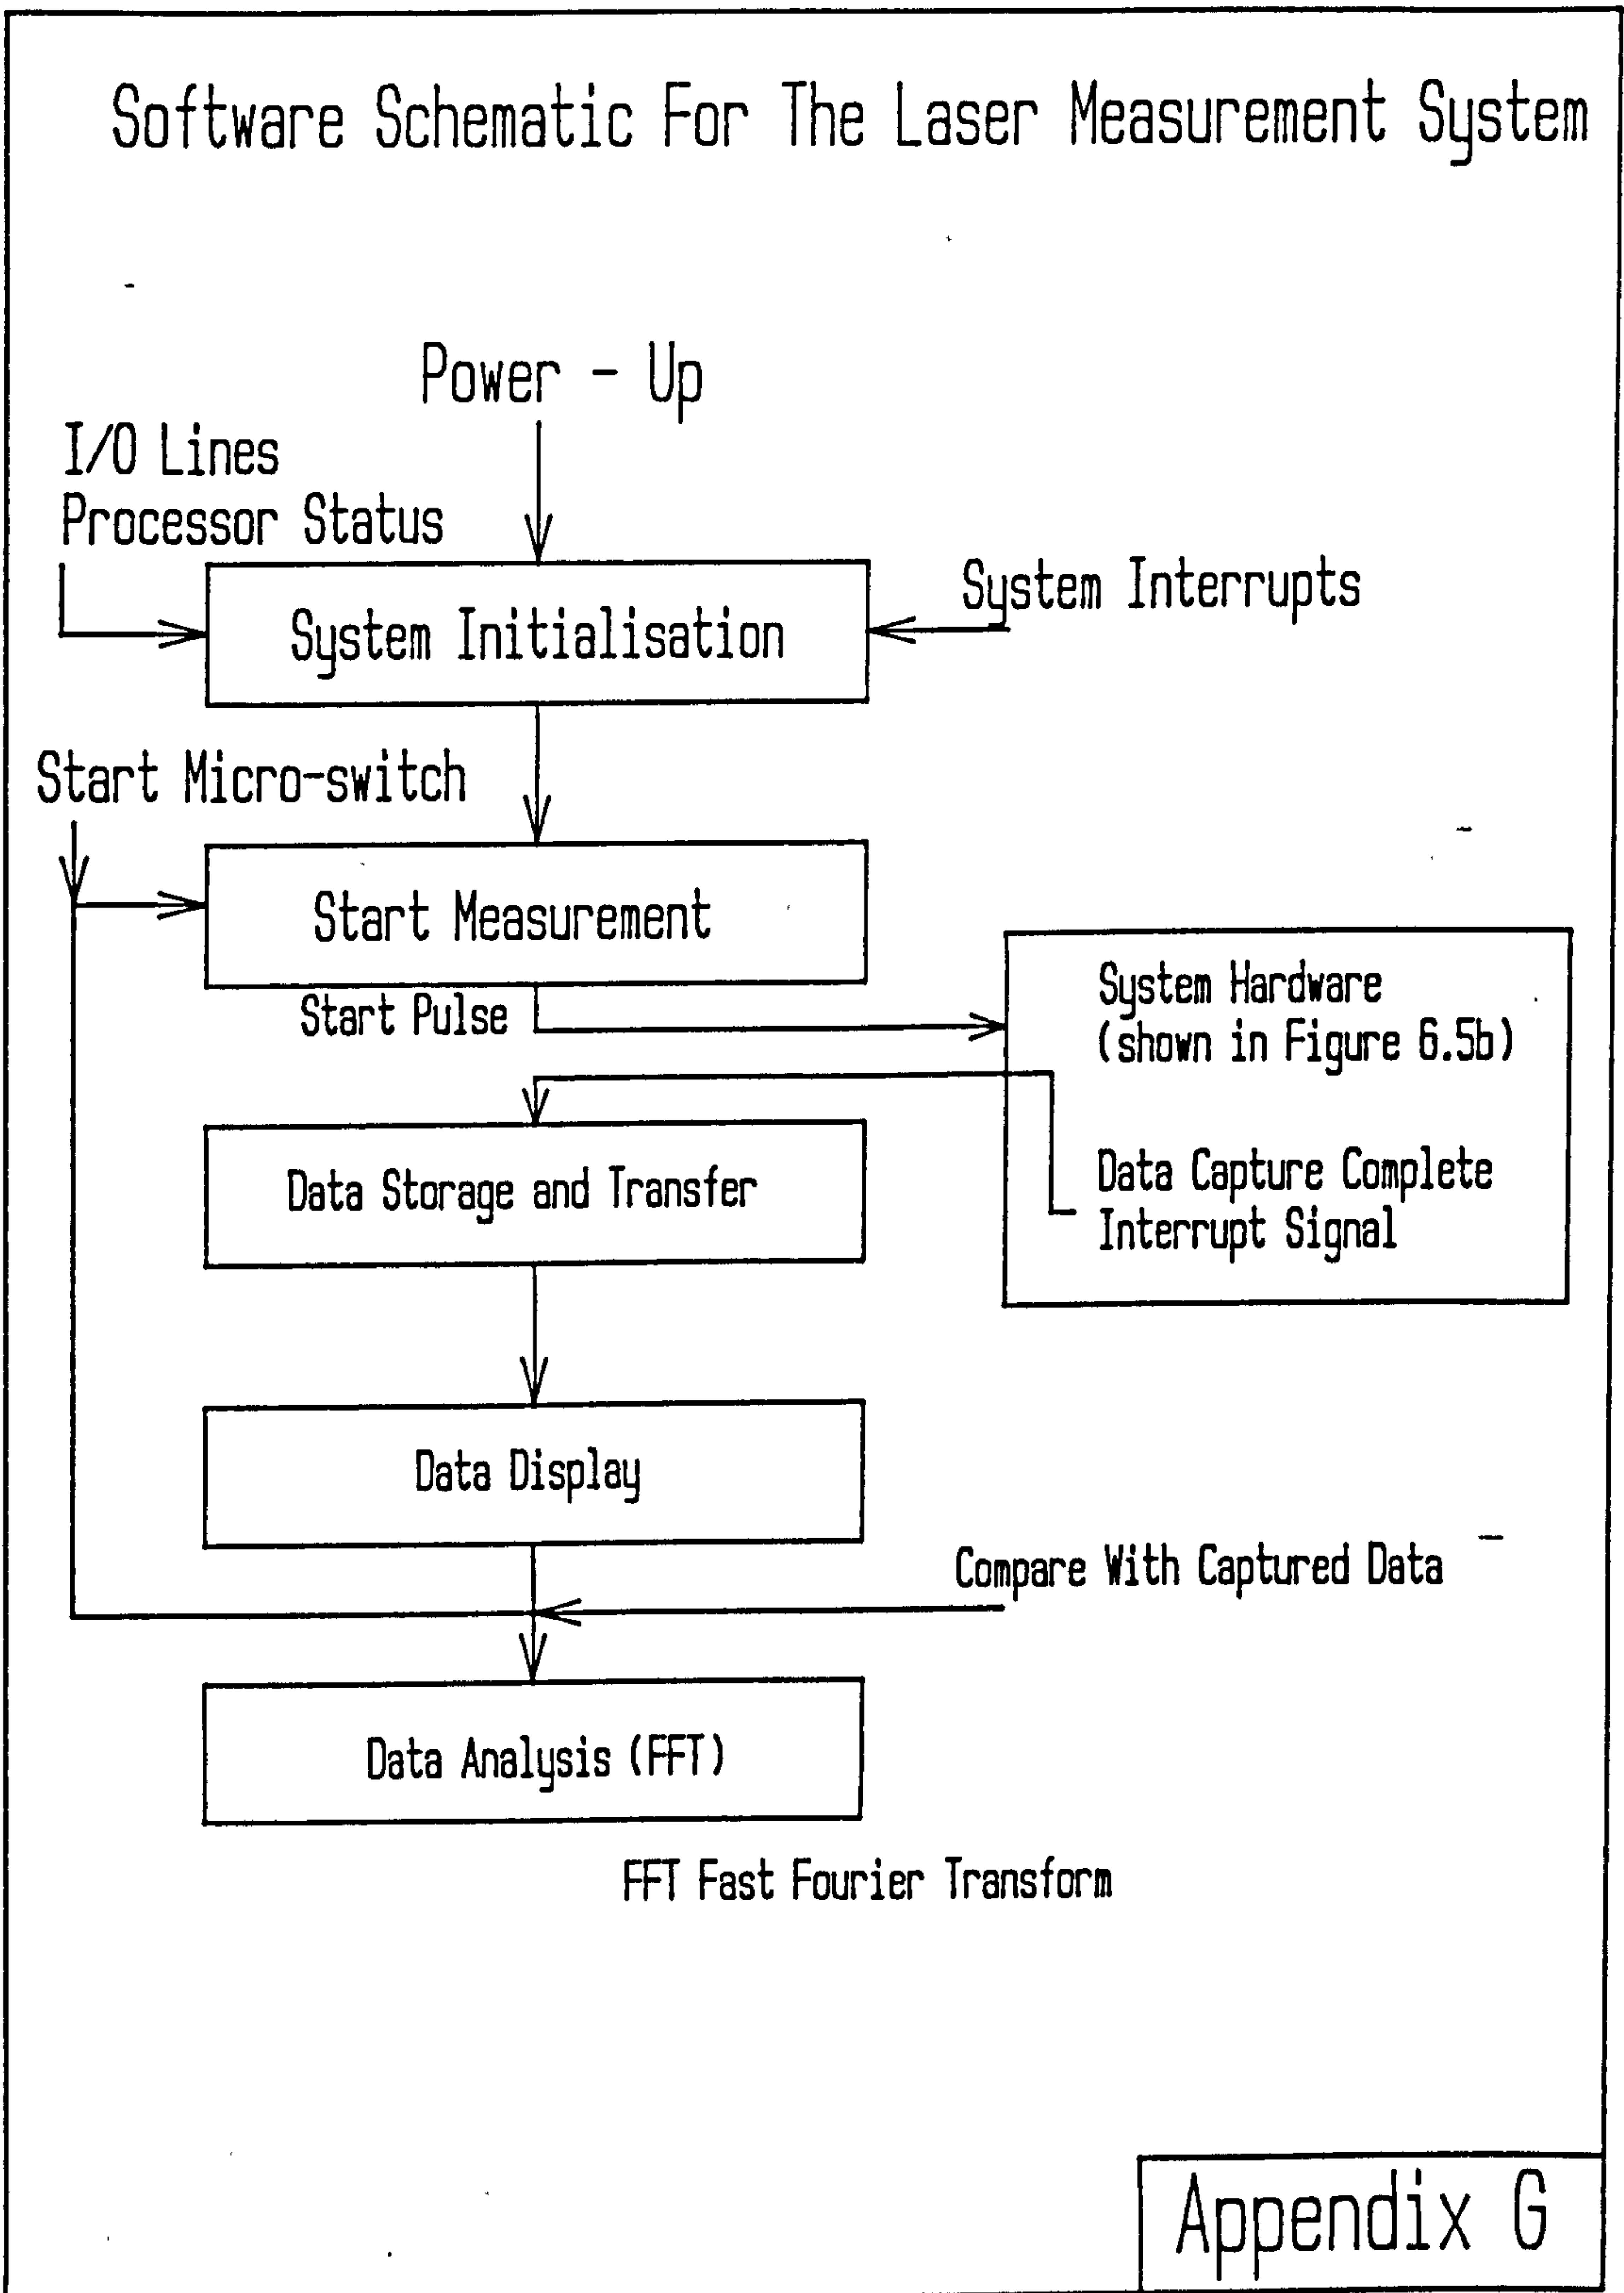 Software Schematic For The Laser Measurement System
Power - Up
I/O Lines
Processor Status
System Interrupts
System Initialisation
Start Micro-switch
Start Measurement
Start Pulse
System Hardware
(shown in Figure 6.5b)
Data Capture Complete
Interrupt Signal
Data Storage and Transfer
Data Display
Compare With Captured Data
Data Analysis (FFT)
FFT Fast Fourier Transform
Appendix G